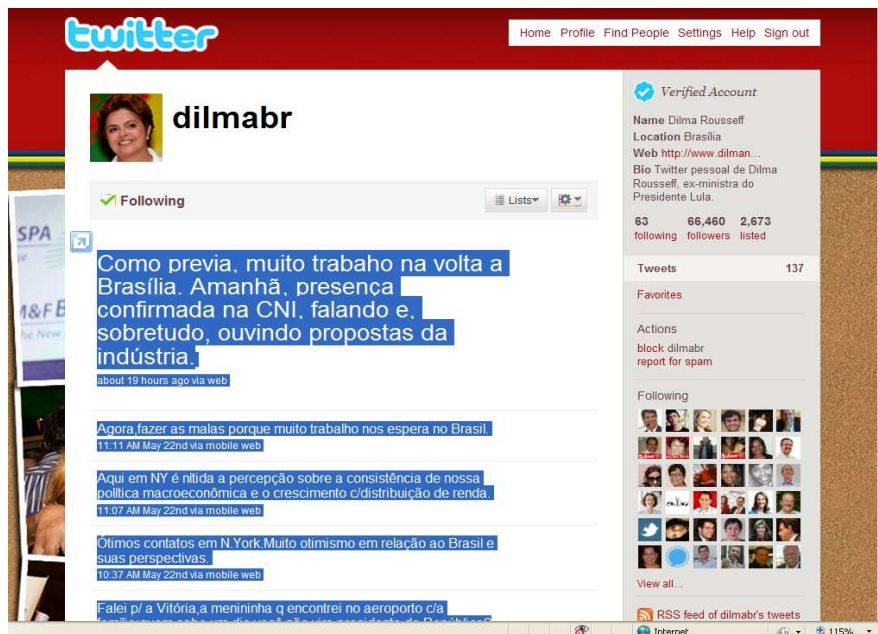 twitter
Home Profile Find People Settings Help Sign out
dilmabr
Following
Lists
Como previa, muito trabaho na volta a
Brasília. Amanhã, presença
confirmada na CNI, falando e,
sobretudo, ouvindo propostas da
indústria.
about 19 hours ago via web
Agora,fazer as malas porque muito trabalho nos espera no Brasil.
11:11 AM May 22nd via mobile web
Aqui em NY é nítida a percepção sobre a consistência de nossa
política macroeconômica e o crescimento c/distribuição de renda.
11:07 AM May 22nd via mobile web
Ótimos contatos em N.York.Muito otimismo em relação ao Brasil e
suas perspectivas.
10:37 AM May 22nd via mobile web
Falei p/ a Vitória,a menininha q encontrei no aeroporto c/a
Verified Account
Name Dilma Rousseff
Location Brasília
Web http://www.dilman...
Bio Twitter pessoal de Dilma
Rousseff, ex-ministra do
Presidente Lula.
63 66,460 2,673
following followers listed
Tweets 137
Favorites
Actions
block dilmabr
report for spam
Following
View all...
RSS feed of dilmabr's tweets
SPA
M&FB
Internet
115%